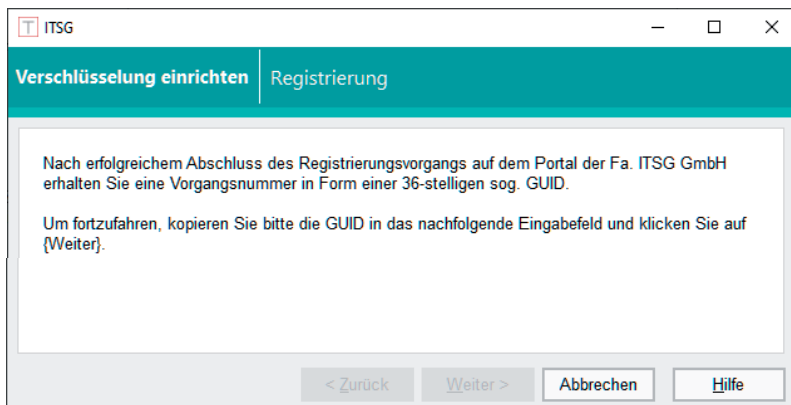 ITSG
Verschlüsselung einrichten Registrierung
Nach erfolgreichem Abschluss des Registrierungsvorgangs auf dem Portal der Fa. ITSG GmbH
erhalten Sie eine Vorgangsnummer in Form einer 36-stelligen sog. GUID.
Um fortzufahren, kopieren Sie bitte die GUID in das nachfolgende Eingabefeld und klicken Sie auf
{Weiter}.
< Zurück Weiter > Abbrechen Hilfe